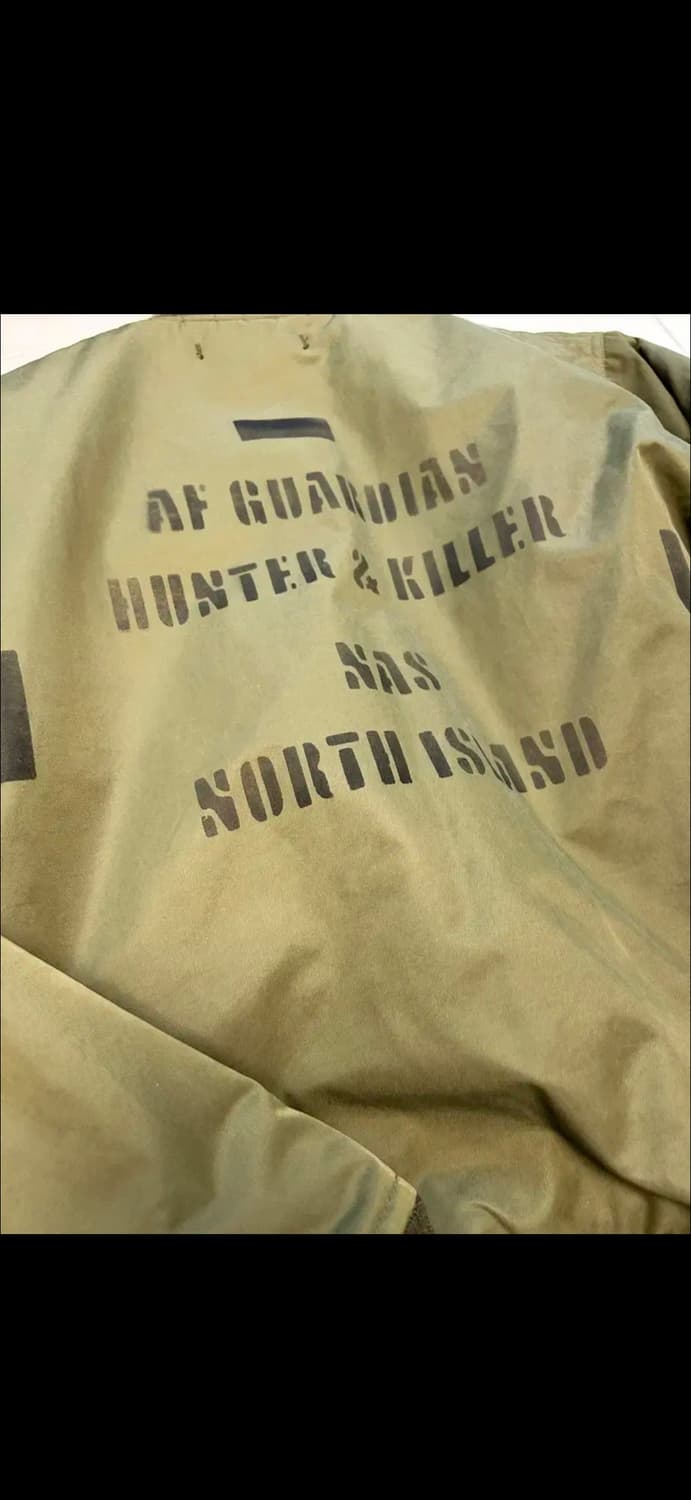 AF GUARDIAN
HUNTER & KILLER
NAS
NORTH ISLAND